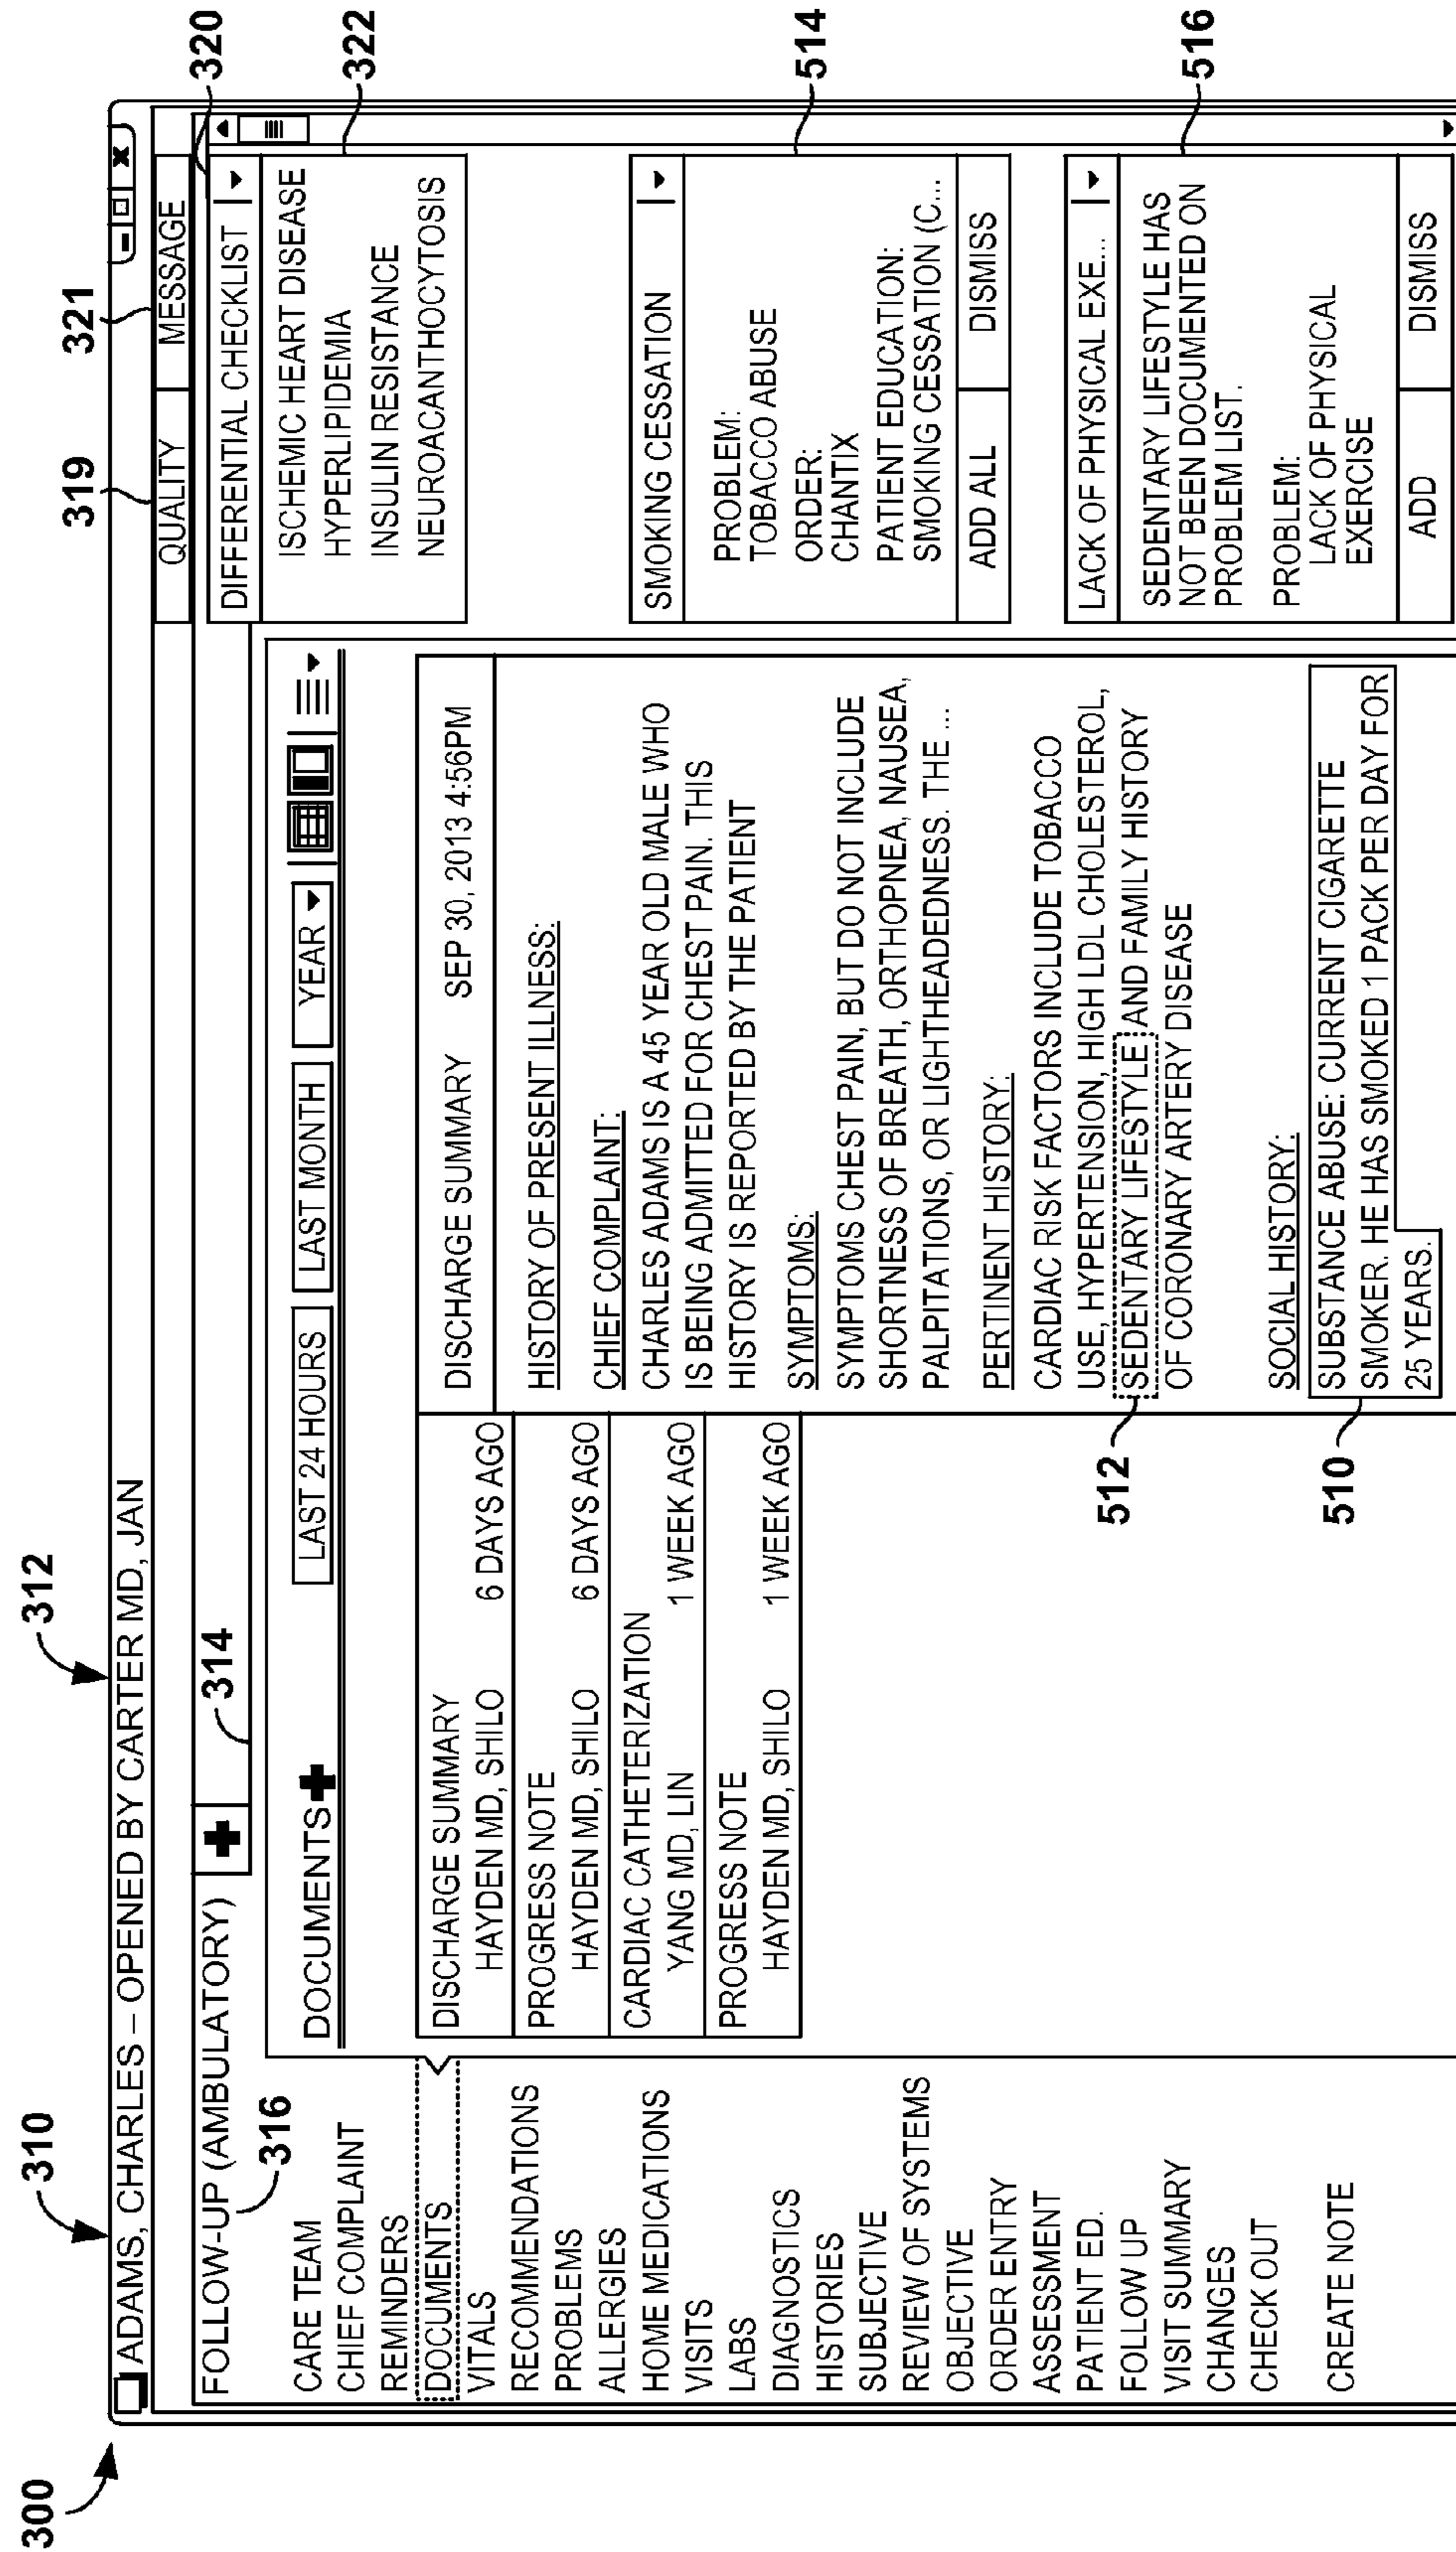 300
310
312
ADAMS, CHARLES – OPENED BY CARTER MD, JAN
319
321
QUALITY
MESSAGE
FOLLOW-UP (AMBULATORY)
314
316
320
322
CARE TEAM
CHIEF COMPLAINT
REMINDERS
DOCUMENTS
VITALS
RECOMMENDATIONS
PROBLEMS
ALLERGIES
HOME MEDICATIONS
VISITS
LABS
DIAGNOSTICS
HISTORIES
SUBJECTIVE
REVIEW OF SYSTEMS
OBJECTIVE
ORDER ENTRY
ASSESSMENT
PATIENT ED.
FOLLOW UP
VISIT SUMMARY
CHANGES
CHECK OUT
CREATE NOTE
DOCUMENTS
LAST 24 HOURS
LAST MONTH
YEAR
DISCHARGE SUMMARY
HAYDEN MD, SHILO 6 DAYS AGO
PROGRESS NOTE
HAYDEN MD, SHILO 6 DAYS AGO
CARDIAC CATHETERIZATION
YANG MD, LIN 1 WEEK AGO
PROGRESS NOTE
HAYDEN MD, SHILO 1 WEEK AGO
DISCHARGE SUMMARY SEP 30, 2013 4:56PM
HISTORY OF PRESENT ILLNESS:
CHIEF COMPLAINT:
CHARLES ADAMS IS A 45 YEAR OLD MALE WHO
IS BEING ADMITTED FOR CHEST PAIN. THIS
HISTORY IS REPORTED BY THE PATIENT
SYMPTOMS:
SYMPTOMS CHEST PAIN, BUT DO NOT INCLUDE
SHORTNESS OF BREATH, ORTHOPNEA, NAUSEA,
PALPITATIONS, OR LIGHTHEADEDNESS. THE ...
PERTINENT HISTORY:
CARDIAC RISK FACTORS INCLUDE TOBACCO
USE, HYPERTENSION, HIGH LDL CHOLESTEROL,
SEDENTARY LIFESTYLE AND FAMILY HISTORY
OF CORONARY ARTERY DISEASE
512
SOCIAL HISTORY:
SUBSTANCE ABUSE: CURRENT CIGARETTE
SMOKER. HE HAS SMOKED 1 PACK PER DAY FOR
25 YEARS.
510
DIFFERENTIAL CHECKLIST
ISCHEMIC HEART DISEASE
HYPERLIPIDEMIA
INSULIN RESISTANCE
NEUROACANTHOCYTOSIS
SMOKING CESSATION
PROBLEM:
TOBACCO ABUSE
ORDER:
CHANTIX
PATIENT EDUCATION:
SMOKING CESSATION (C...
ADD ALL
DISMISS
514
LACK OF PHYSICAL EXE...
SEDENTARY LIFESTYLE HAS
NOT BEEN DOCUMENTED ON
PROBLEM LIST.
PROBLEM:
LACK OF PHYSICAL
EXERCISE
ADD
DISMISS
516